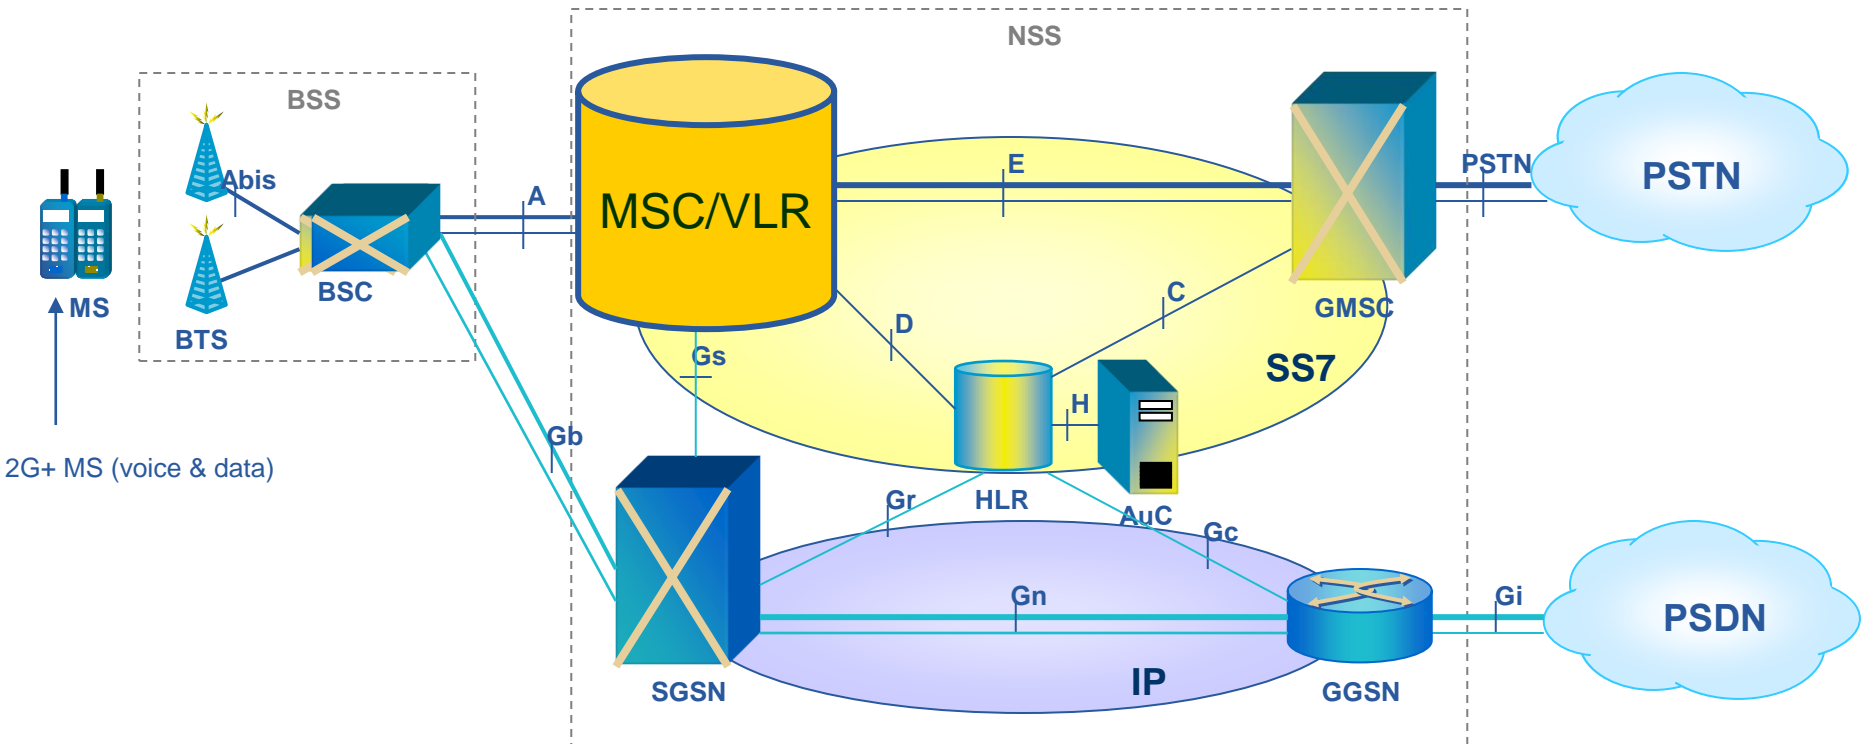 NSS
BSS
PSTN
E
PSTN
Abis
A
MSC/VLR
BSC
C
MS
GMSC
D
BTS
Gs
SS7
H
Gb
2G+ MS (voice & data)
Gr
HLR
AuC
Gc
Gn
Gi
PSDN
IP
SGSN
GGSN